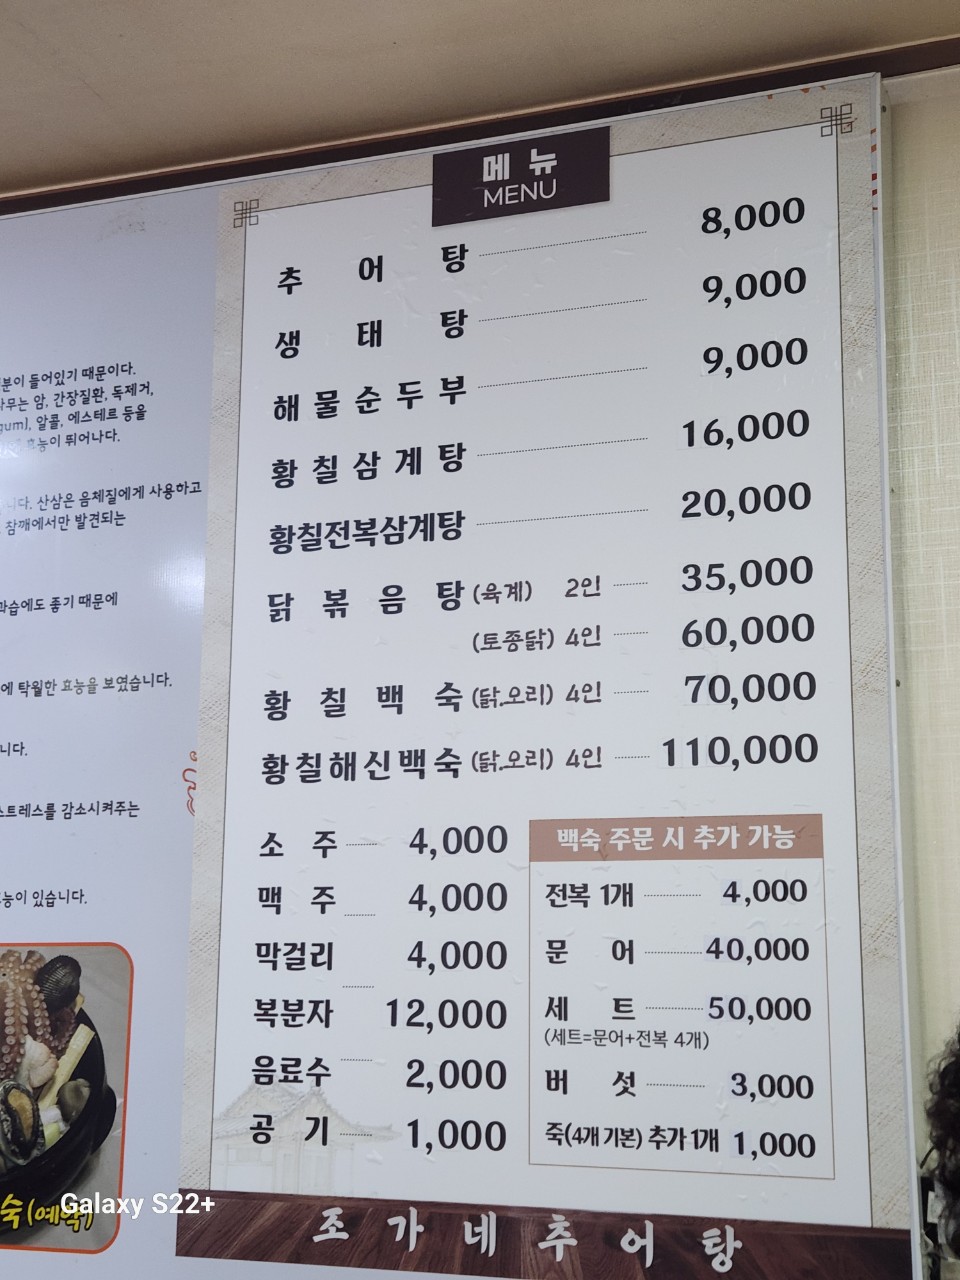 메 뉴
MENU
추 어 탕 8,000
생 태 탕 9,000
해 물 순 두 부 9,000
황 칠 삼 계 탕 16,000
황칠전복삼계탕 20,000
닭 볶 음 탕 (육계) 2인 35,000
(토종닭) 4인 60,000
황 칠 백 숙 (닭.오리) 4인 70,000
황칠해신백숙 (닭.오리) 4인 110,000
소 주 4,000
맥 주 4,000
막걸리 4,000
복분자 12,000
음료수 2,000
공 기 1,000
백숙 주문 시 추가 가능
전복 1개 4,000
문 어 40,000
세 트 50,000
(세트=문어+전복 4개)
버 섯 3,000
죽(4개 기본) 추가 1개 1,000
조 가 네 추 어 탕
분이 들어있기 때문이다.
나무는 암, 간장질환, 독제거,
gum), 알콜, 에스테르 등을
효능이 뛰어나다.
니다. 산삼은 음체질에게 사용하고
참깨에서만 발견되는
과습에도 좋기 때문에
에 탁월한 효능을 보였습니다.
니다.
스트레스를 감소시켜주는
효능이 있습니다.
숙(예약)
Galaxy S22+